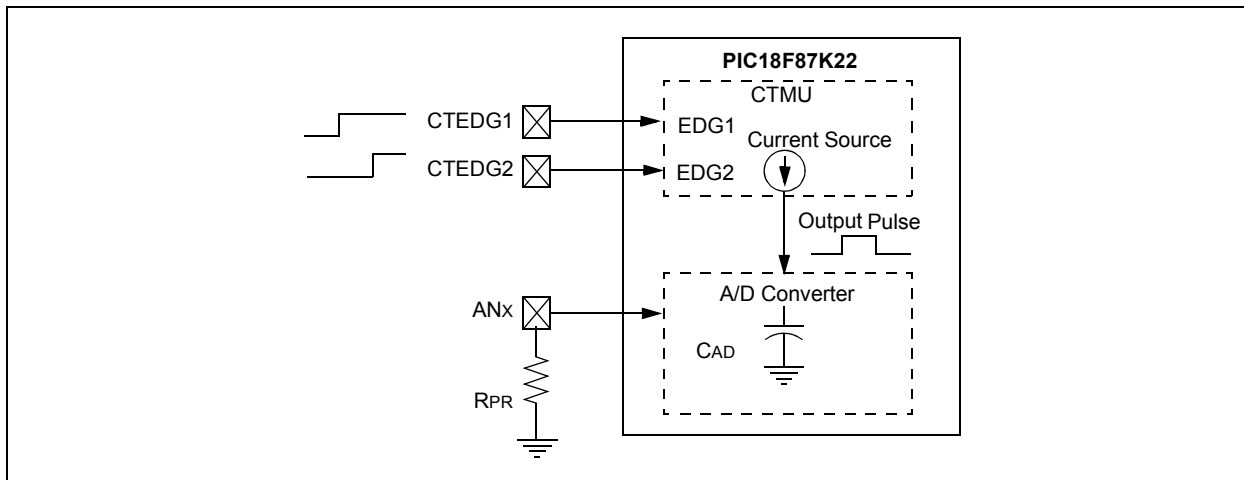 PIC18F87K22
CTMU
CTEDG1
EDG1
Current Source
CTEDG2
EDG2
Output Pulse
A/D Converter
ANX
CAD
RPR